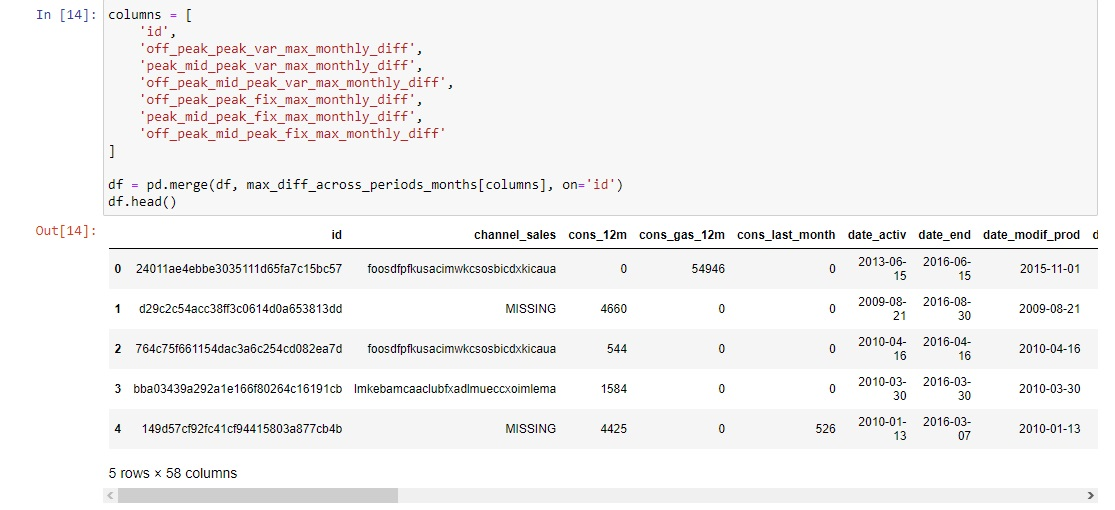 In [14]: columns = [
    'id',
    'off_peak_peak_var_max_monthly_diff',
    'peak_mid_peak_var_max_monthly_diff',
    'off_peak_mid_peak_var_max_monthly_diff',
    'off_peak_peak_fix_max_monthly_diff',
    'peak_mid_peak_fix_max_monthly_diff',
    'off_peak_mid_peak_fix_max_monthly_diff'
]
df = pd.merge(df, max_diff_across_periods_months[columns], on='id')
df.head()
Out[14]:
id channel_sales cons_12m cons_gas_12m cons_last_month date_activ date_end date_modif_prod d
0 24011ae4ebbe3035111d65fa7c15bc57 foosdfpfkusacimwkcsosbicdxkicaua 0 54946 0 2013-06-15 2016-06-15 2015-11-01
1 d29c2c54acc38ff3c0614d0a653813dd MISSING 4660 0 0 2009-08-21 2016-08-30 2009-08-21
2 764c75f661154dac3a6c254cd082ea7d foosdfpfkusacimwkcsosbicdxkicaua 544 0 0 2010-04-16 2016-04-16 2010-04-16
3 bba03439a292a1e166f80264c16191cb lmkebamcaaclubfxadlmueccxoimlema 1584 0 0 2010-03-30 2016-03-30 2010-03-30
4 149d57cf92fc41cf94415803a877cb4b MISSING 4425 0 526 2010-01-13 2016-03-07 2010-01-13
5 rows × 58 columns